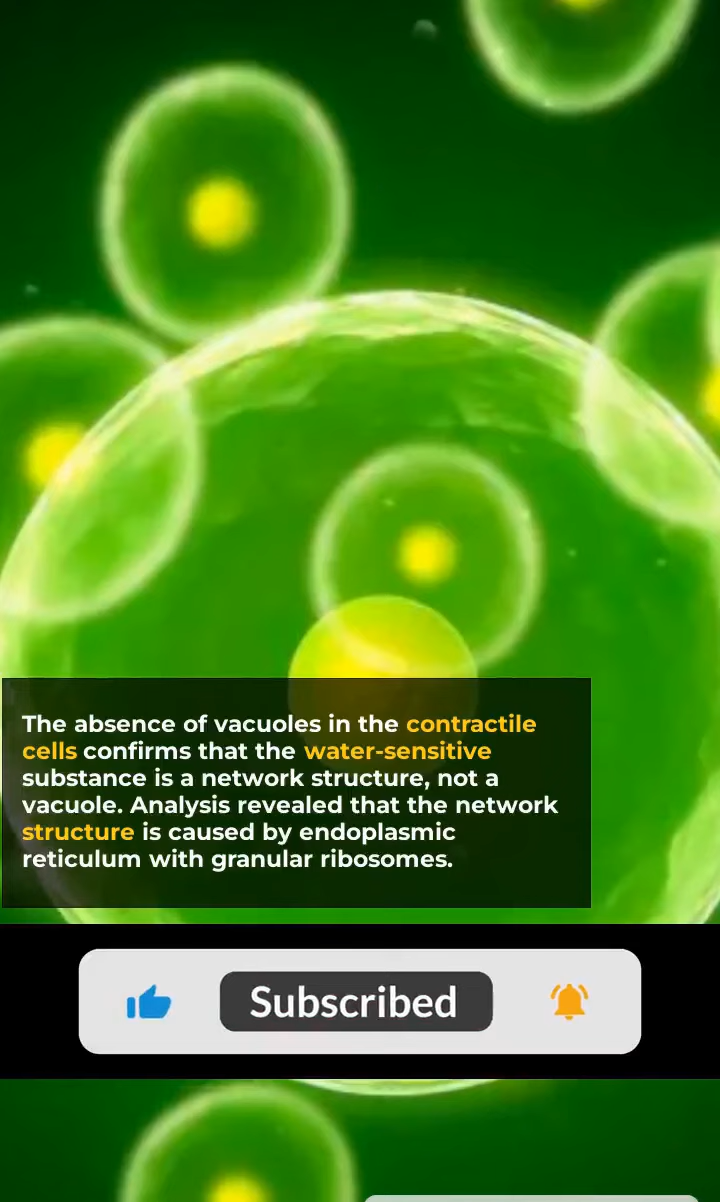 The absence of vacuoles in the contractile
cells confirms that the water-sensitive
substance is a network structure, not a
vacuole. Analysis revealed that the network
structure is caused by endoplasmic
reticulum with granular ribosomes.
Subscribed